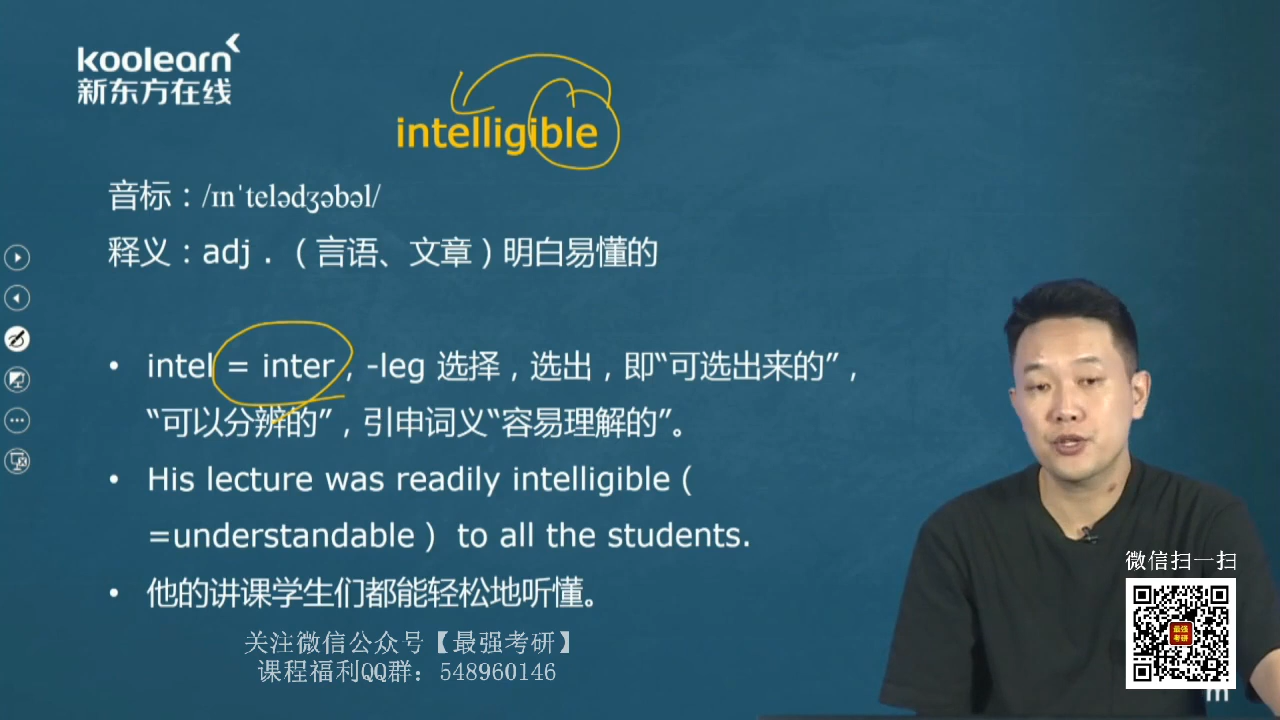 koolearn
新东方在线
intelligible
音标：/ɪnˈtelədʒəbəl/
释义：adj .（言语、文章）明白易懂的
• intel = inter，-leg 选择，选出，即“可选出来的”，
“可以分辨的”，引申词义“容易理解的”。
• His lecture was readily intelligible (
=understandable ) to all the students.
• 他的讲课学生们都能轻松地听懂。
微信扫一扫
最强
考研
关注微信公众号【最强考研】
课程福利QQ群：548960146